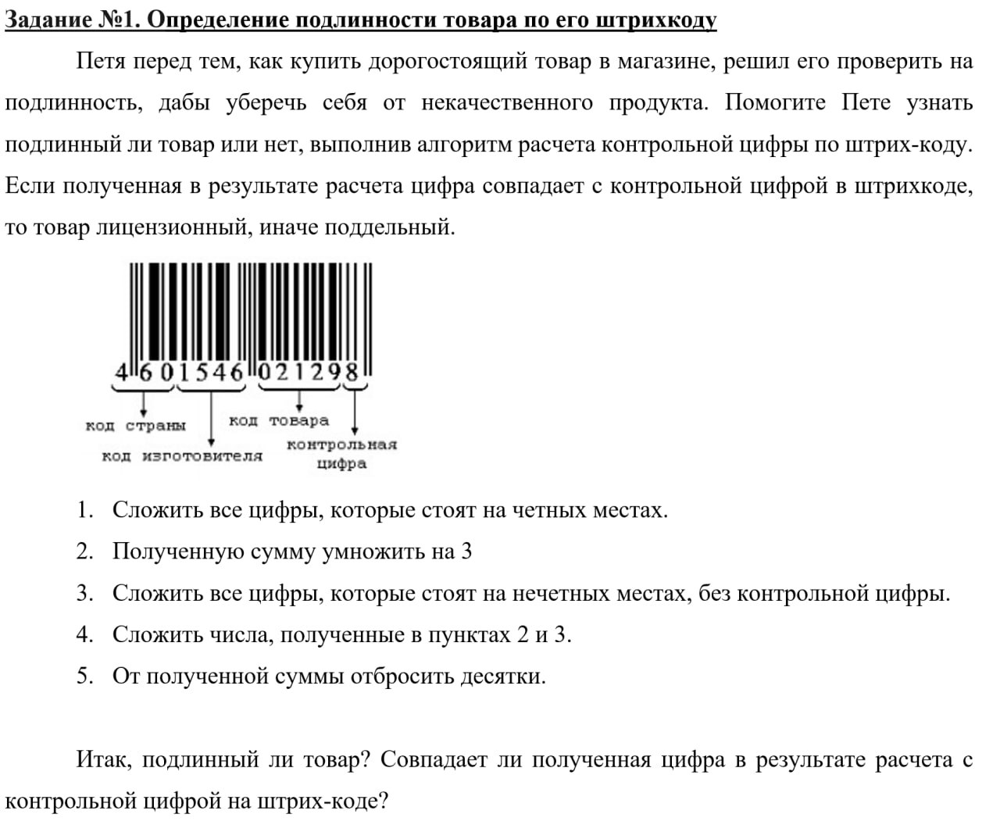 Задание №1. Определение подлинности товара по его штрихкоду
Петя перед тем, как купить дорогостоящий товар в магазине, решил его проверить на
подлинность, дабы уберечь себя от некачественного продукта. Помогите Пете узнать
подлинный ли товар или нет, выполнив алгоритм расчета контрольной цифры по штрих-коду.
Если полученная в результате расчета цифра совпадает с контрольной цифрой в штрихкоде,
то товар лицензионный, иначе поддельный.
4 601546 021298
код страны
код товара
код изготовителя
контрольная
цифра
1. Сложить все цифры, которые стоят на четных местах.
2. Полученную сумму умножить на 3
3. Сложить все цифры, которые стоят на нечетных местах, без контрольной цифры.
4. Сложить числа, полученные в пунктах 2 и 3.
5. От полученной суммы отбросить десятки.
Итак, подлинный ли товар? Совпадает ли полученная цифра в результате расчета с
контрольной цифрой на штрих-коде?